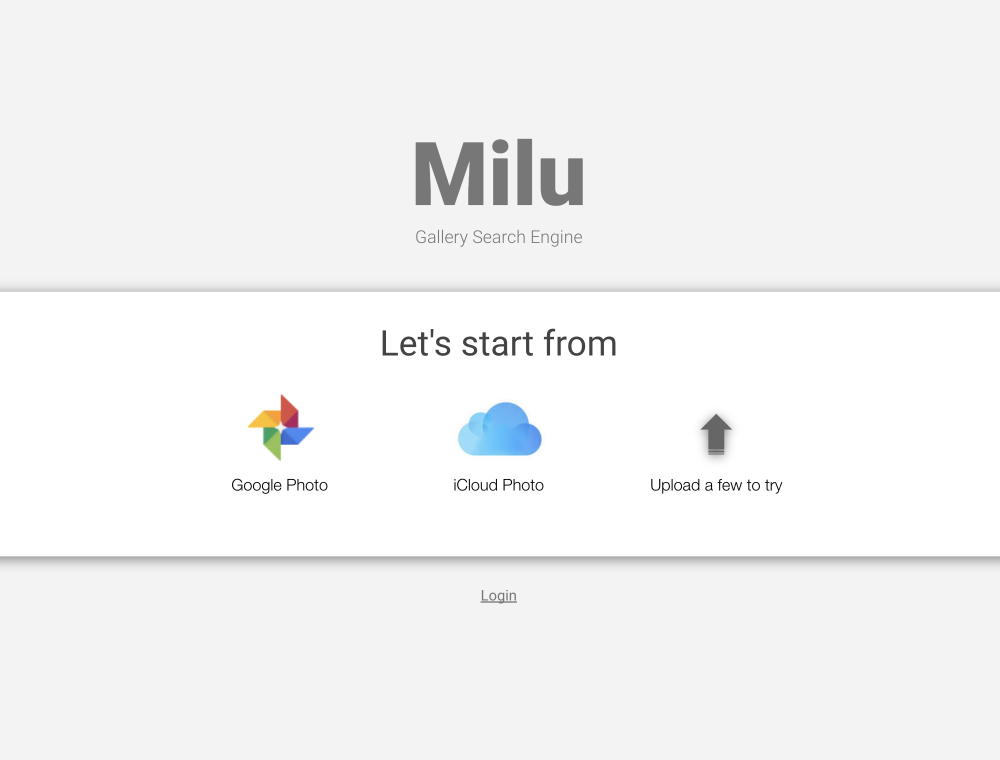 Milu
Gallery Search Engine
Let's start from
Google Photo
iCloud Photo
Upload a few to try
Login